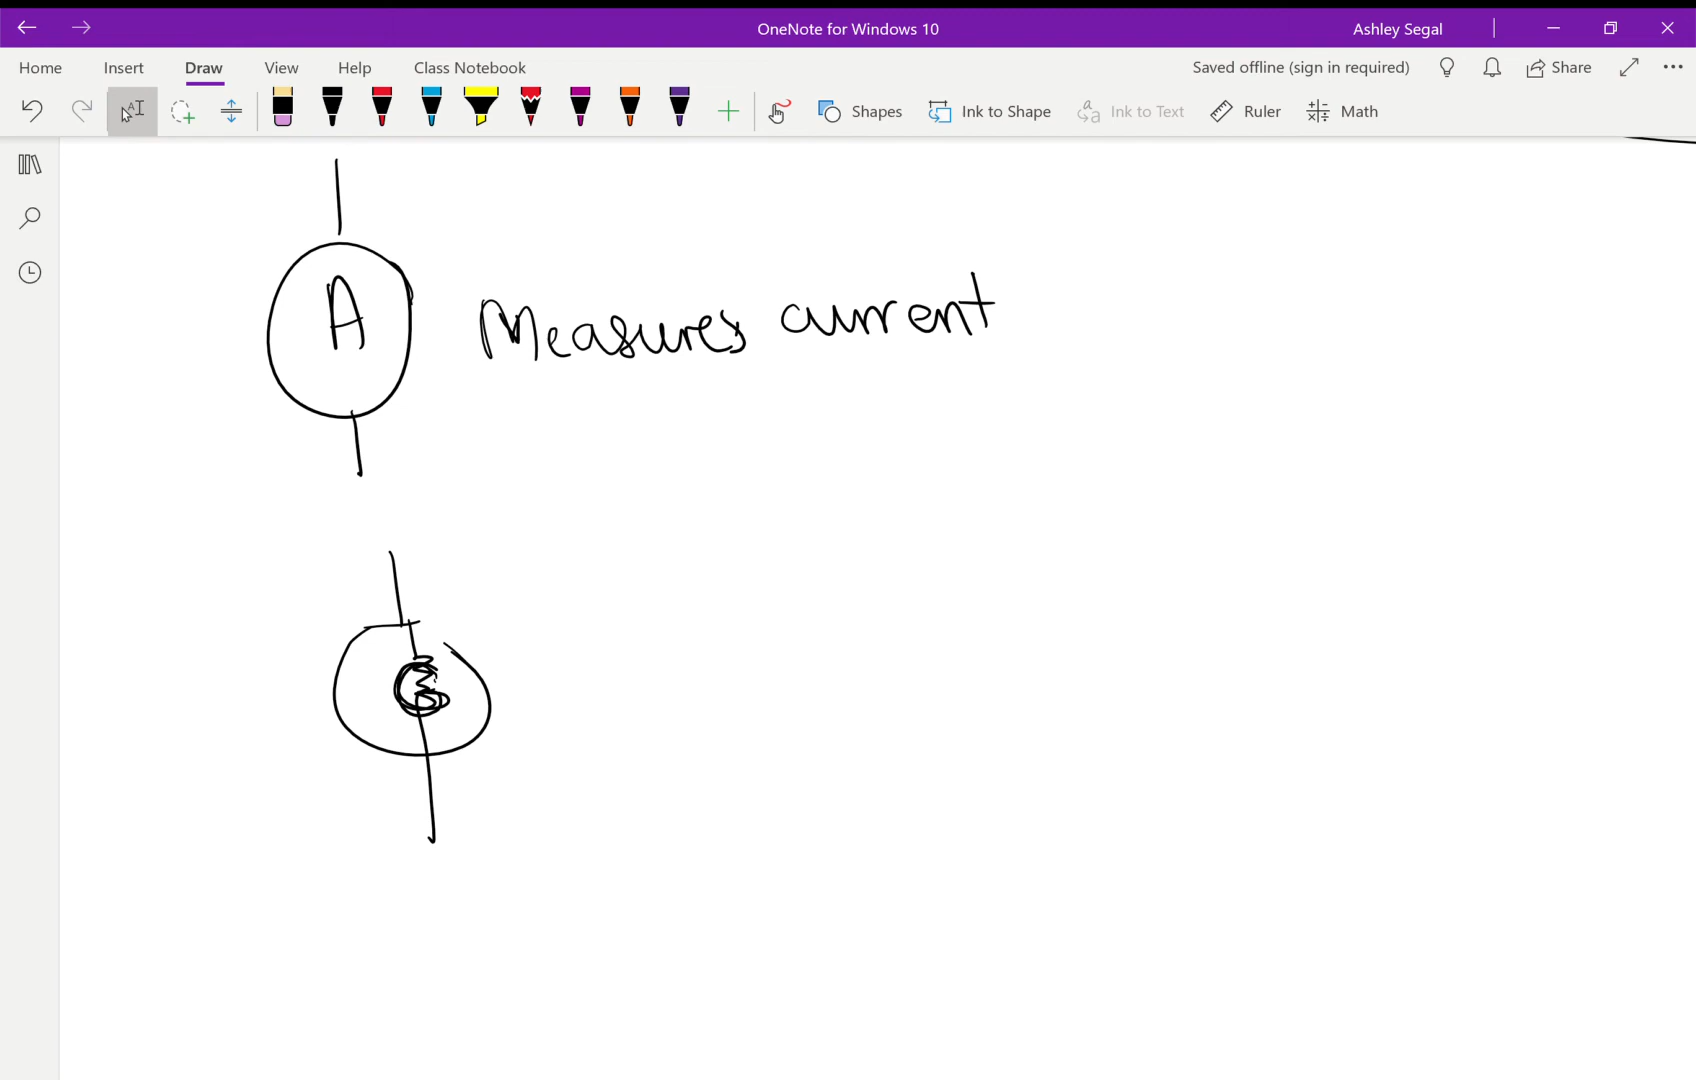 OneNote for Windows 10
Ashley Segal
Home Insert Draw View Help Class Notebook
Saved offline (sign in required)
Share
Shapes
Ink to Shape
Ink to Text
Ruler
Math
A
Measures current